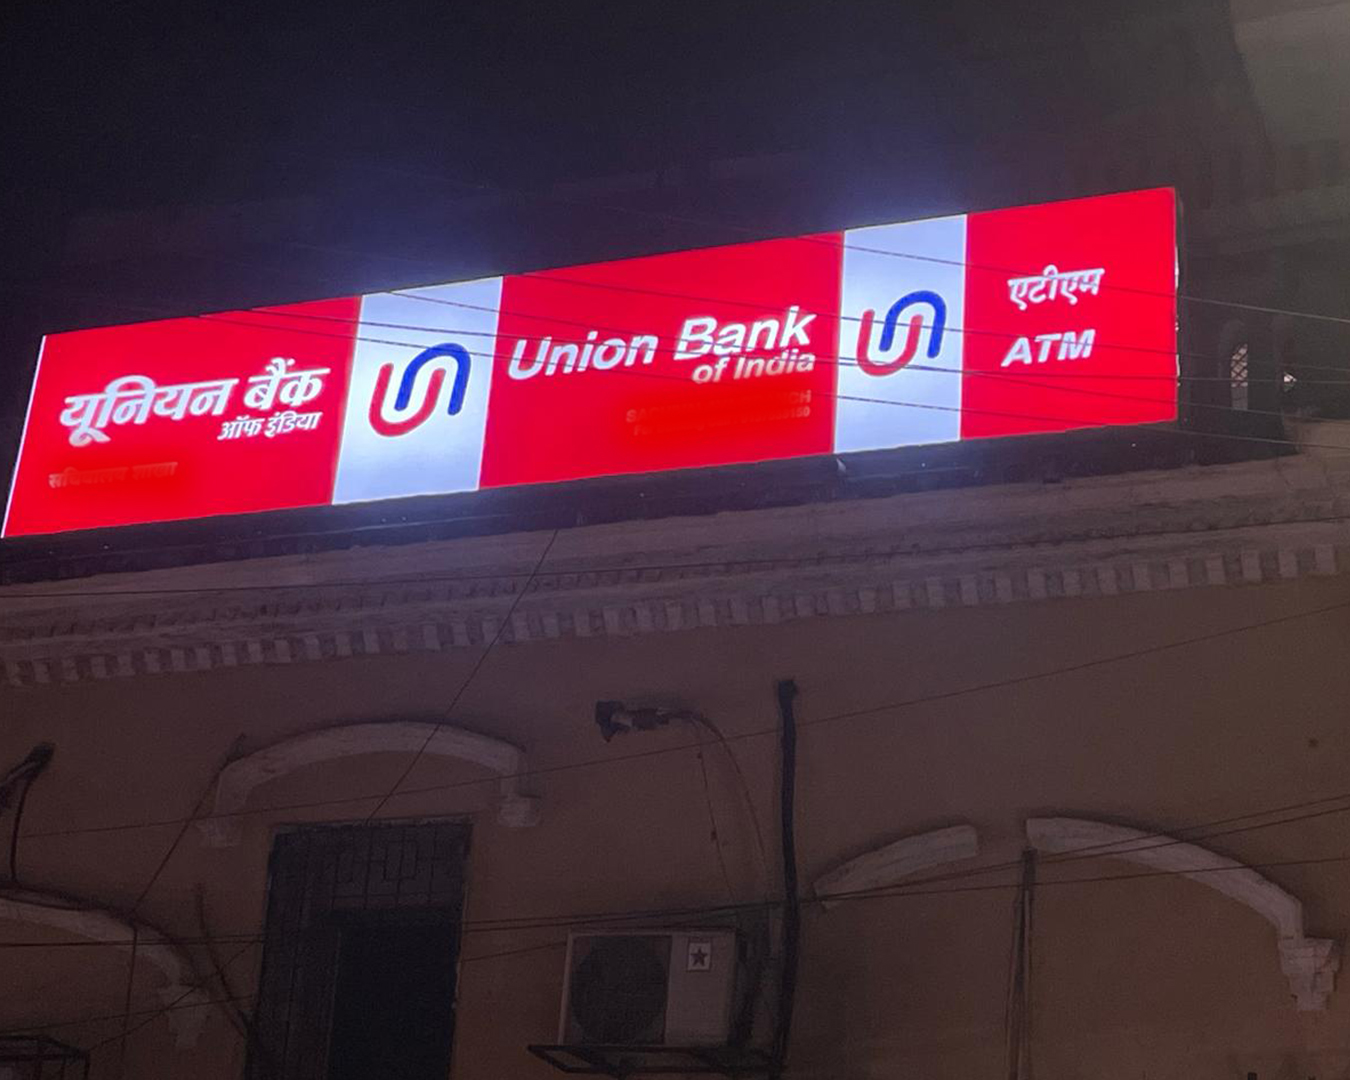 यूनियन बैंक
ऑफ इंडिया
Union Bank
of India
एटीएम
ATM